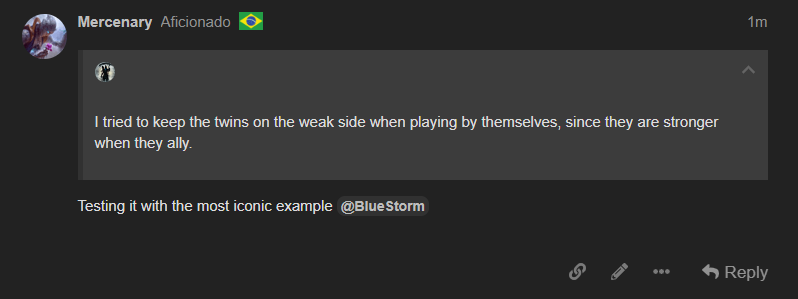 Mercenary Aficionado 1m
I tried to keep the twins on the weak side when playing by themselves, since they are stronger
when they ally.
Testing it with the most iconic example @BlueStorm
Reply